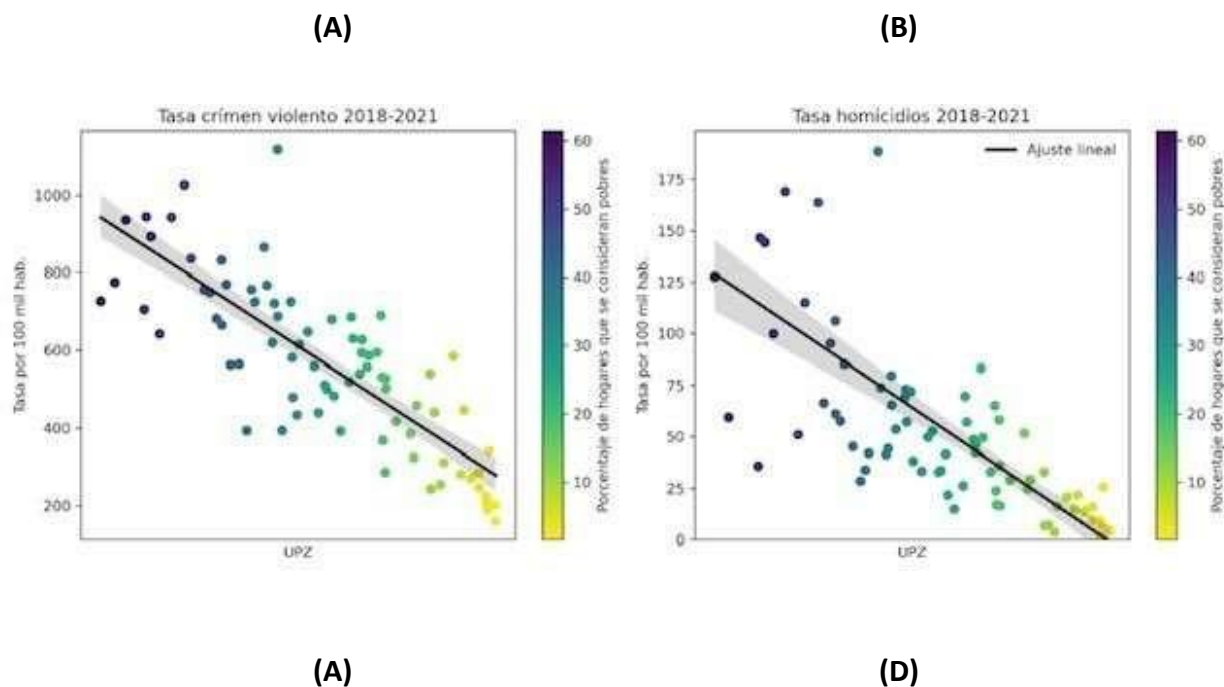 (A)
(B)
Tasa crímen violento 2018-2021
1000
800
600
400
200
Tasa por 100 mil hab.
UPZ
60
50
40
30
20
10
Porcentaje de hogares que se consideran pobres
Tasa homicidios 2018-2021
Ajuste lineal
175
150
125
100
75
50
25
0
Tasa por 100 mil hab.
UPZ
60
50
40
30
20
10
Porcentaje de hogares que se consideran pobres
(A)
(D)